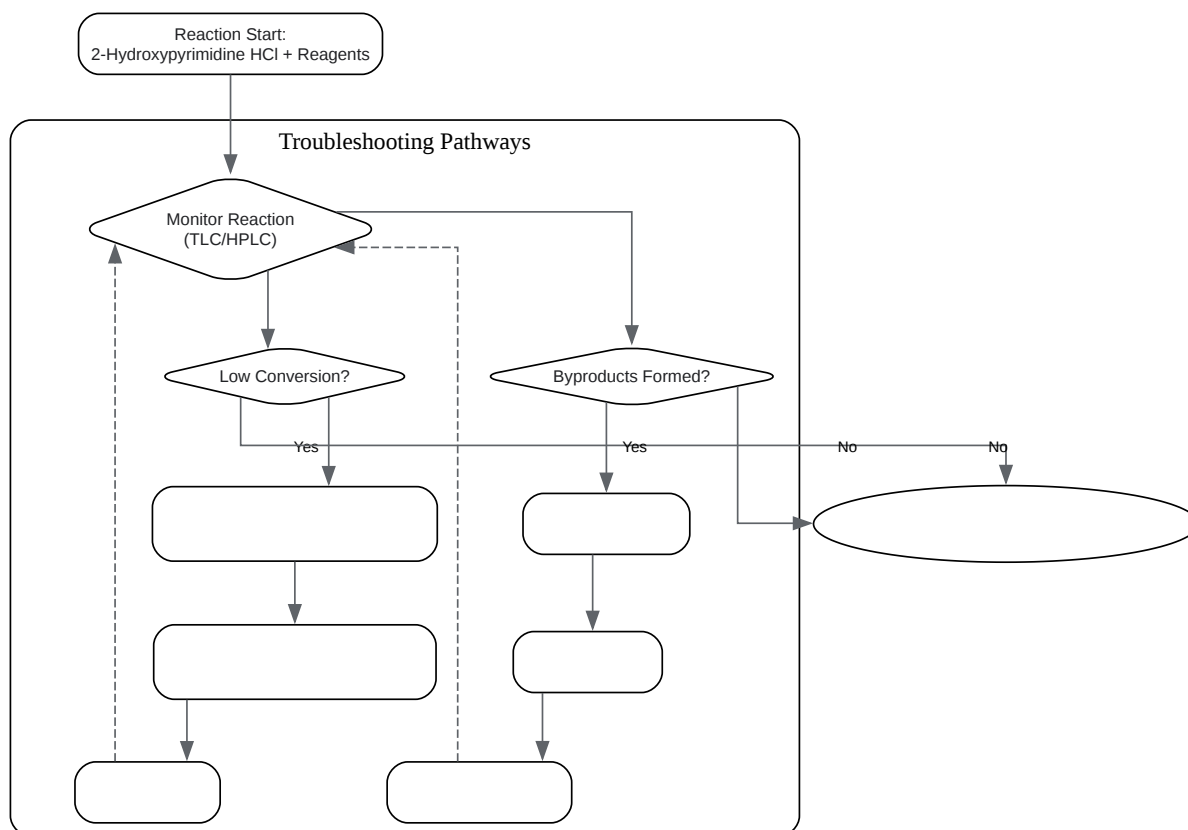 Reaction Start:
2-Hydroxypyrimidine HCl + Reagents
Troubleshooting Pathways
Monitor Reaction
(TLC/HPLC)
Low Conversion?
Byproducts Formed?
Yes
Yes
No
No